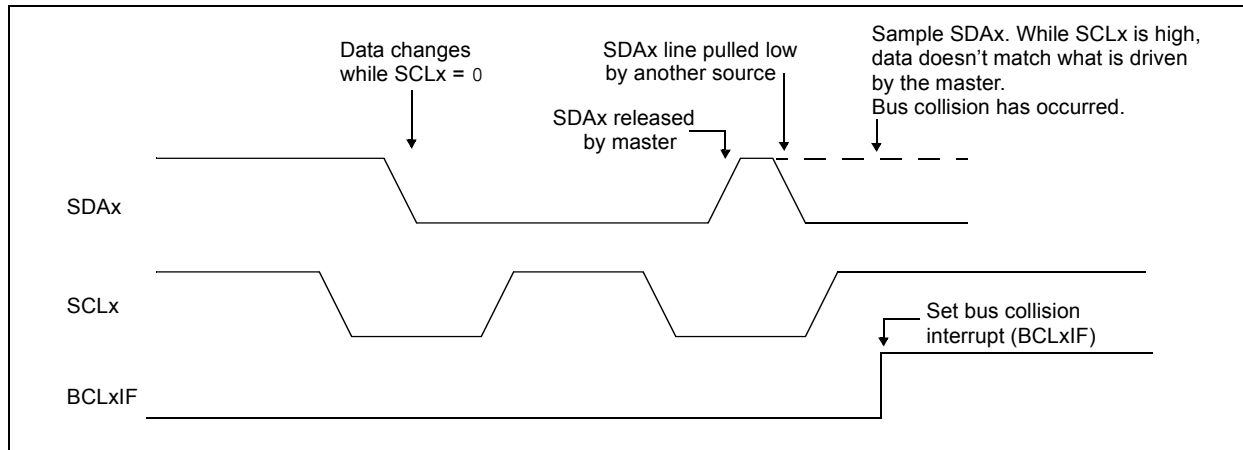 Data changes
while SCLx = 0
SDAx line pulled low
by another source
SDAx released
by master
Sample SDAx. While SCLx is high,
data doesn’t match what is driven
by the master.
Bus collision has occurred.
SDAx
SCLx
Set bus collision
interrupt (BCLxIF)
BCLxIF